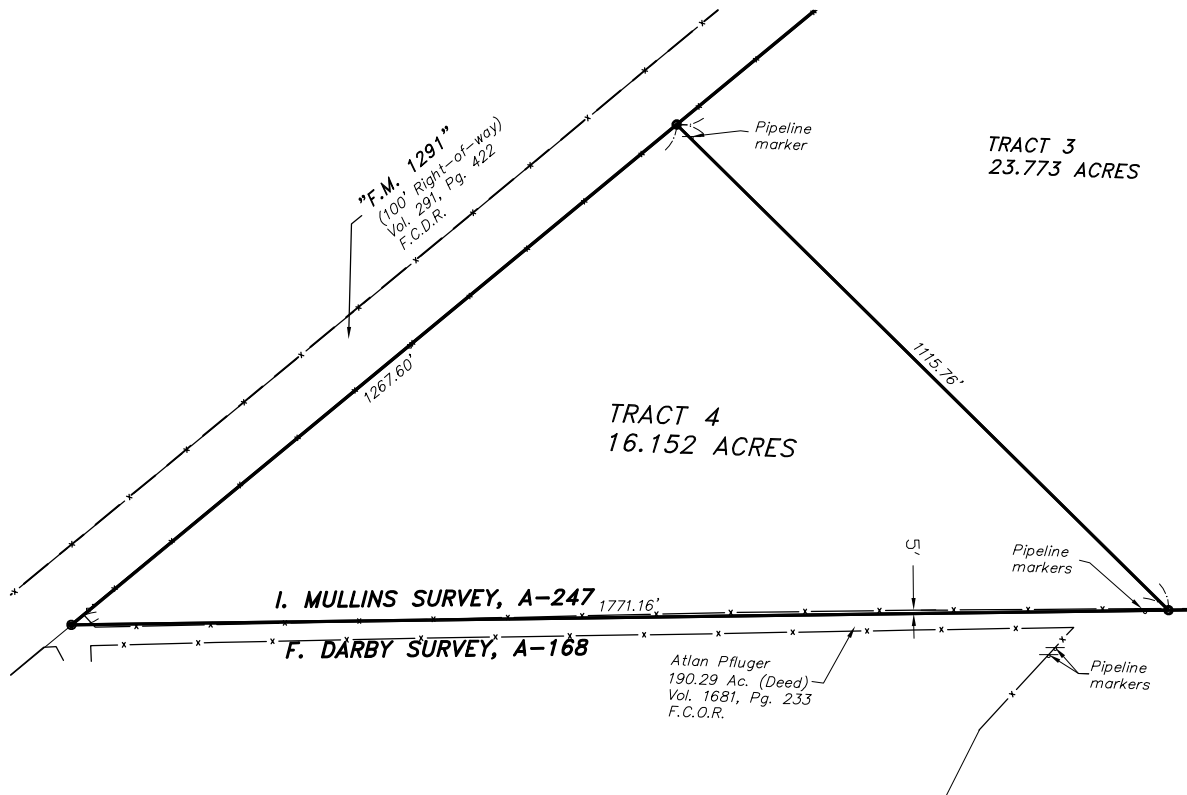 "F.M. 1291"
(100' Right-of-way)
Vol. 291, Pg. 422
F.C.D.R.
Pipeline
marker
TRACT 3
23.773 ACRES
1267.60'
1115.76'
TRACT 4
16.152 ACRES
5'
Pipeline
markers
I. MULLINS SURVEY, A-247
1771.16'
F. DARBY SURVEY, A-168
Atlan Pfluger
190.29 Ac. (Deed)
Vol. 1681, Pg. 233
F.C.O.R.
Pipeline
markers